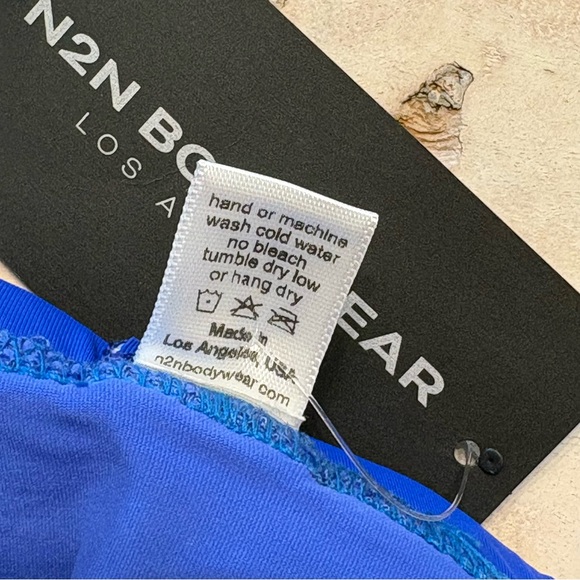 N2N BO WEAR
LOS A
hand or machine
wash cold water
no bleach
tumble dry low
or hang dry
Made in
Los Angeles, USA
n2nbodywear.com